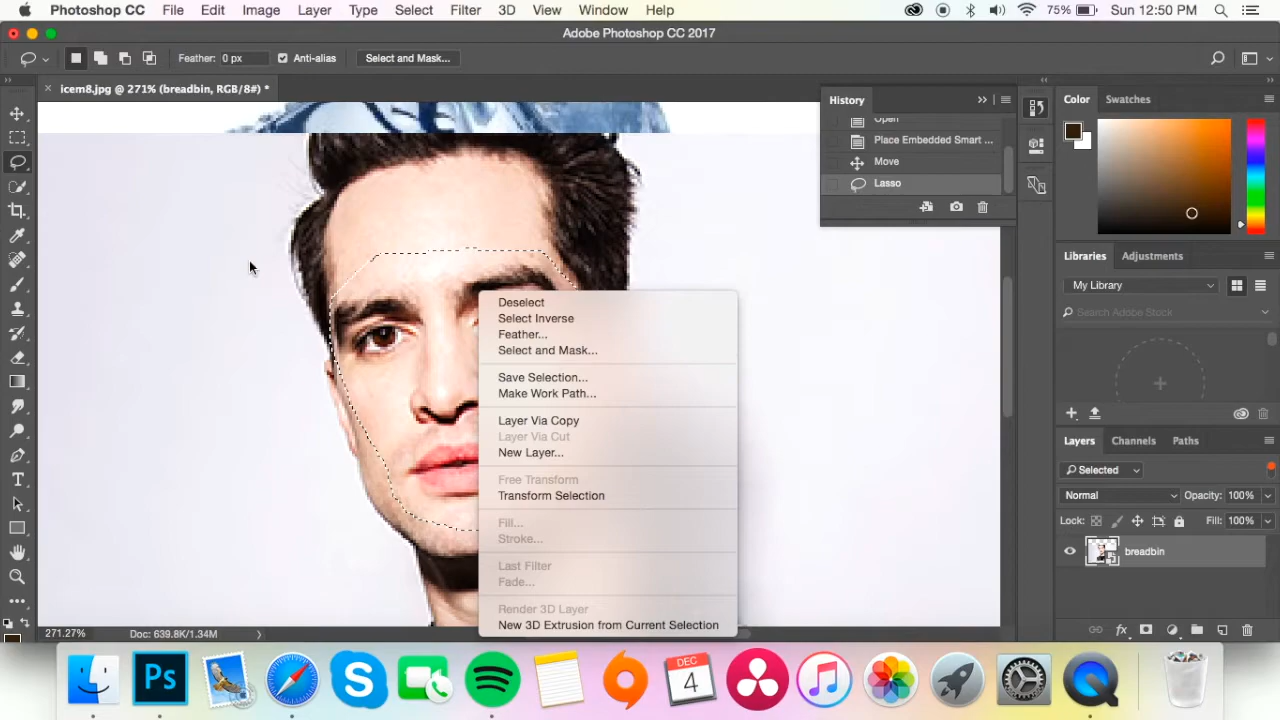 Photoshop CC File Edit Image Layer Type Select Filter 3D View Window Help 75% Sun 12:50 PM
Adobe Photoshop CC 2017
Feather: 0 px Anti-alias Select and Mask...
icem8.jpg @ 271% (breadbin, RGB/8#) *
History
Open
Place Embedded Smart ...
Move
Lasso
Color Swatches
Libraries Adjustments
My Library
Search Adobe Stock
Layers Channels Paths
Selected
Normal Opacity: 100%
Lock: Fill: 100%
breadbin
Deselect
Select Inverse
Feather...
Select and Mask...
Save Selection...
Make Work Path...
Layer Via Copy
Layer Via Cut
New Layer...
Free Transform
Transform Selection
Fill...
Stroke...
Last Filter
Fade...
Render 3D Layer
New 3D Extrusion from Current Selection
271.27% Doc: 639.8K/1.34M
Ps
DEC
4